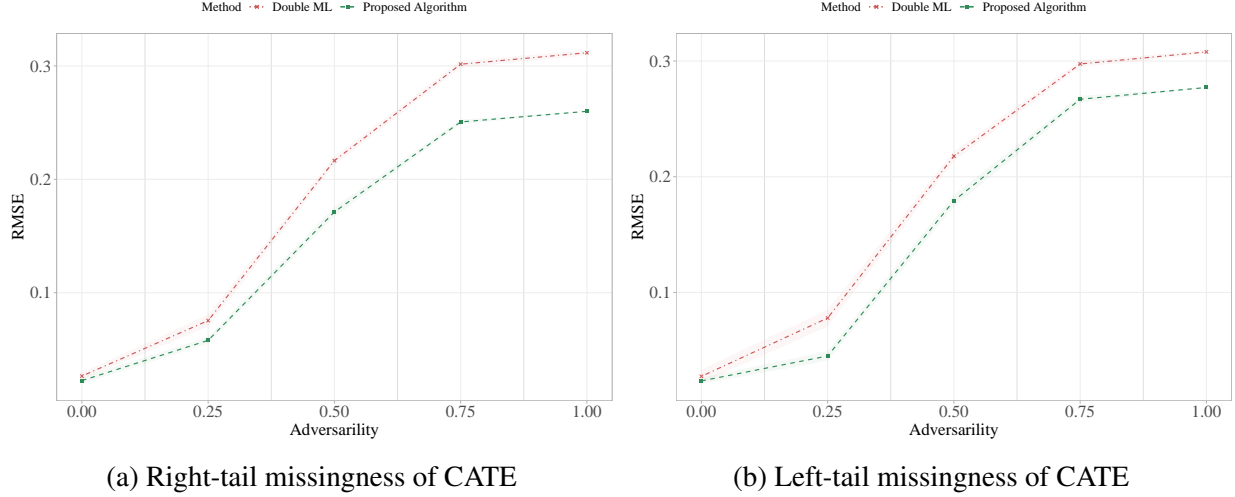 Method Double ML Proposed Algorithm
0.3
0.2
0.1
RMSE
0.00 0.25 0.50 0.75 1.00
Adversarility
(a) Right-tail missingness of CATE
Method Double ML Proposed Algorithm
0.3
0.2
0.1
RMSE
0.00 0.25 0.50 0.75 1.00
Adversarility
(b) Left-tail missingness of CATE